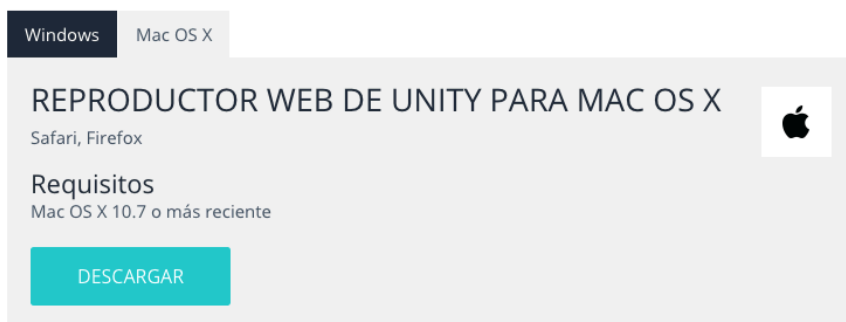 Windows
Mac OS X
REPRODUCTOR WEB DE UNITY PARA MAC OS X
Safari, Firefox
Requisitos
Mac OS X 10.7 o más reciente
DESCARGAR